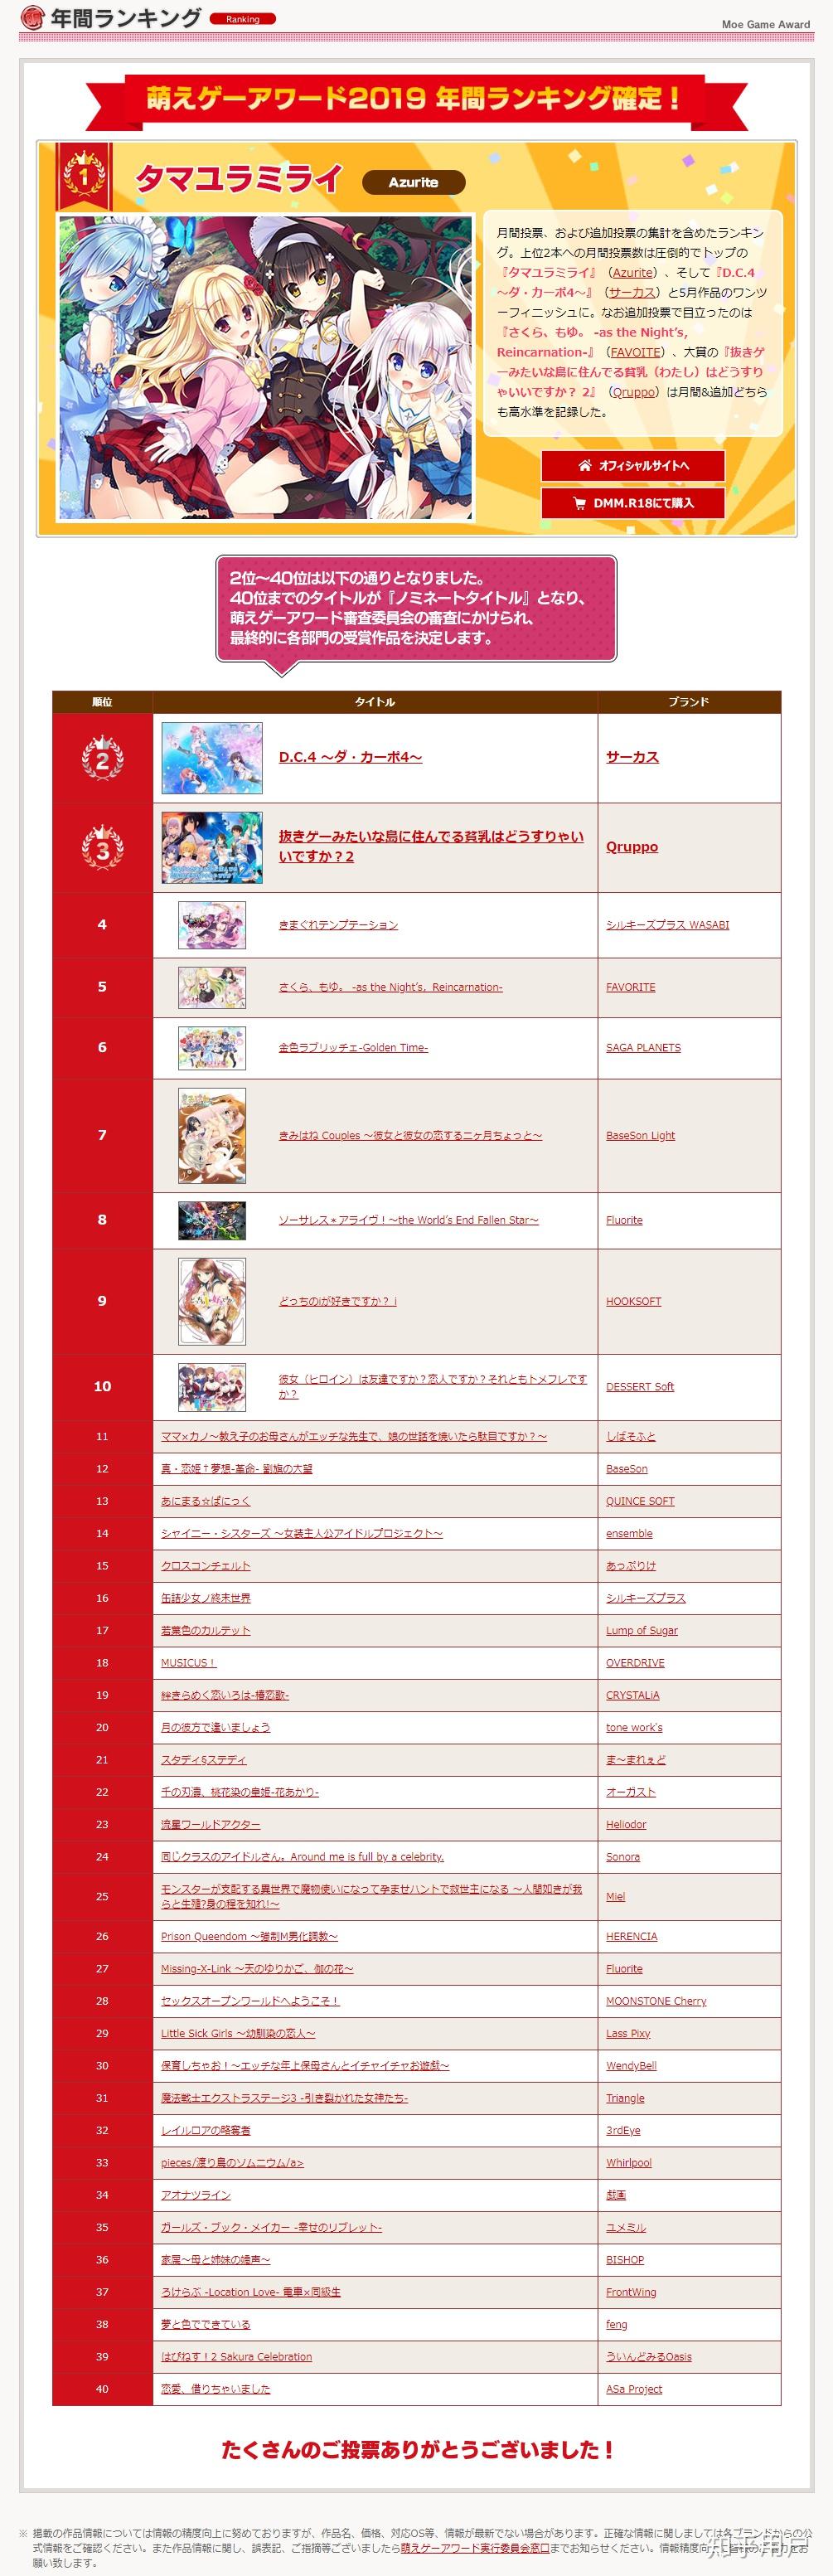 年間ランキング Ranking
Moe Game Award
萌えゲーアワード2019 年間ランキング確定！
1 タマユラミライ Azurite
月間投票、および追加投票の集計を含めたランキン
グ。上位2本への月間投票数は圧倒的でトップの
『タマユラミライ』（Azurite）、そして『D.C.4
～ダ・カーポ4～』（サーカス）と5月作品のワンツ
ーフィニッシュに。なお追加投票で目立ったのは
『さくら、もゆ。 -as the Night's,
Reincarnation-』（FAVOITE）、大賞の『抜きゲ
ーみたいな島に住んでる貧乳（わたし）はどうすり
ゃいいですか？ 2』（Qruppo）は月間&追加どちら
も高水準を記録した。
オフィシャルサイトへ
DMM.R18にて購入
2位～40位は以下の通りとなりました。
40位までのタイトルが『ノミネートタイトル』となり、
萌えゲーアワード審査委員会の審査にかけられ、
最終的に各部門の受賞作品を決定します。
順位 タイトル ブランド
2 D.C.4 ～ダ・カーポ4～ サーカス
3 抜きゲーみたいな島に住んでる貧乳はどうすりゃい
いですか？2 Qruppo
4 きまぐれテンプテーション シルキーズプラス WASABI
5 さくら、もゆ。 -as the Night's，Reincarnation- FAVORITE
6 金色ラブリッチェ-Golden Time- SAGA PLANETS
7 きみはね Couples ～彼女と彼女の恋する二ヶ月ちょっと～ BaseSon Light
8 ソーサレス＊アライヴ！～the World's End Fallen Star～ Fluorite
9 どっちのiが好きですか？ i HOOKSOFT
10 彼女（ヒロイン）は友達ですか？恋人ですか？それともトメフレです
か？ DESSERT Soft
11 ママ×カノ～教え子のお母さんがエッチな先生で、娘の世話を焼いたら駄目ですか？～ しばそふと
12 真・恋姫†夢想-革命- 劉旗の大望 BaseSon
13 あにまる☆ぱにっく QUINCE SOFT
14 シャイニー・シスターズ ～女装主人公アイドルプロジェクト～ ensemble
15 クロスコンチェルト あっぷりけ
16 缶詰少女ノ終末世界 シルキーズプラス
17 若葉色のカルテット Lump of Sugar
18 MUSICUS！ OVERDRIVE
19 絆きらめく恋いろは-椿恋歌- CRYSTALiA
20 月の彼方で逢いましょう tone work's
21 スタディ§ステディ ま～まれぇど
22 千の刃濤、桃花染の皇姫-花あかり- オーガスト
23 流星ワールドアクター Heliodor
24 同じクラスのアイドルさん。Around me is full by a celebrity. Sonora
25 モンスターが支配する異世界で魔物使いになって孕ませハントで救世主になる ～人間如きが我
らと生殖?身の程を知れ!～ Miel
26 Prison Queendom ～強制M男化調教～ HERENCIA
27 Missing-X-Link ～天のゆりかご、伽の花～ Fluorite
28 セックスオープンワールドへようこそ！ MOONSTONE Cherry
29 Little Sick Girls ～幼馴染の恋人～ Lass Pixy
30 保育しちゃお！～エッチな年上保母さんとイチャイチャお遊戯～ WendyBell
31 魔法戦士エクストラステージ3 -引き裂かれた女神たち- Triangle
32 レイルロアの略奪者 3rdEye
33 pieces/渡り鳥のソムニウム/a> Whirlpool
34 アオナツライン 戯画
35 ガールズ・ブック・メイカー -幸せのリブレット- ユメミル
36 家属～母と姉妹の嬌声～ BISHOP
37 ろけらぶ -Location Love- 電車×同級生 FrontWing
38 夢と色でできている feng
39 はぴねす！2 Sakura Celebration ういんどみるOasis
40 恋愛、借りちゃいました ASa Project
たくさんのご投票ありがとうございました！
※ 掲載の作品情報については情報の精度向上に努めておりますが、作品名、価格、対応OS等、情報が最新でない場合があります。正確な情報に関しましては各ブランドからの公
式情報をご確認ください。また作品情報に関し、誤表記、ご指摘等ございましたら萌えゲーアワード実行委員会窓口までお知らせください。情報精度向上に
願い致します。
知乎用户